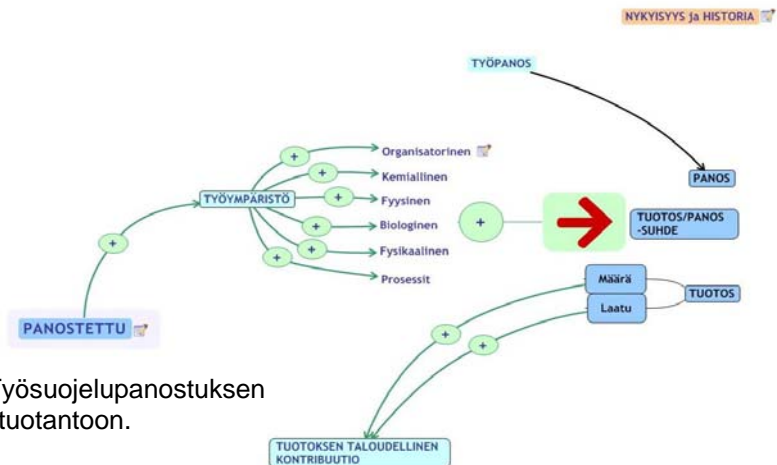 NYKYISYYS ja HISTORIA
TYÖPANOS
+
Organisatorinen
+
Kemiallinen
PANOS
TYÖYMPÄRISTÖ
+
Fyysinen
+
Biologinen
+
TUOTOS/PANOS
-SUHDE
+
+
Fysikaalinen
+
Prosessit
Määrä
TUOTOS
Laatu
PANOSTETTU
+
+
Työsuojelupanostuksen
tuotantoon.
TUOTOKSEN TALOUDELLINEN
KONTRIBUUTIO